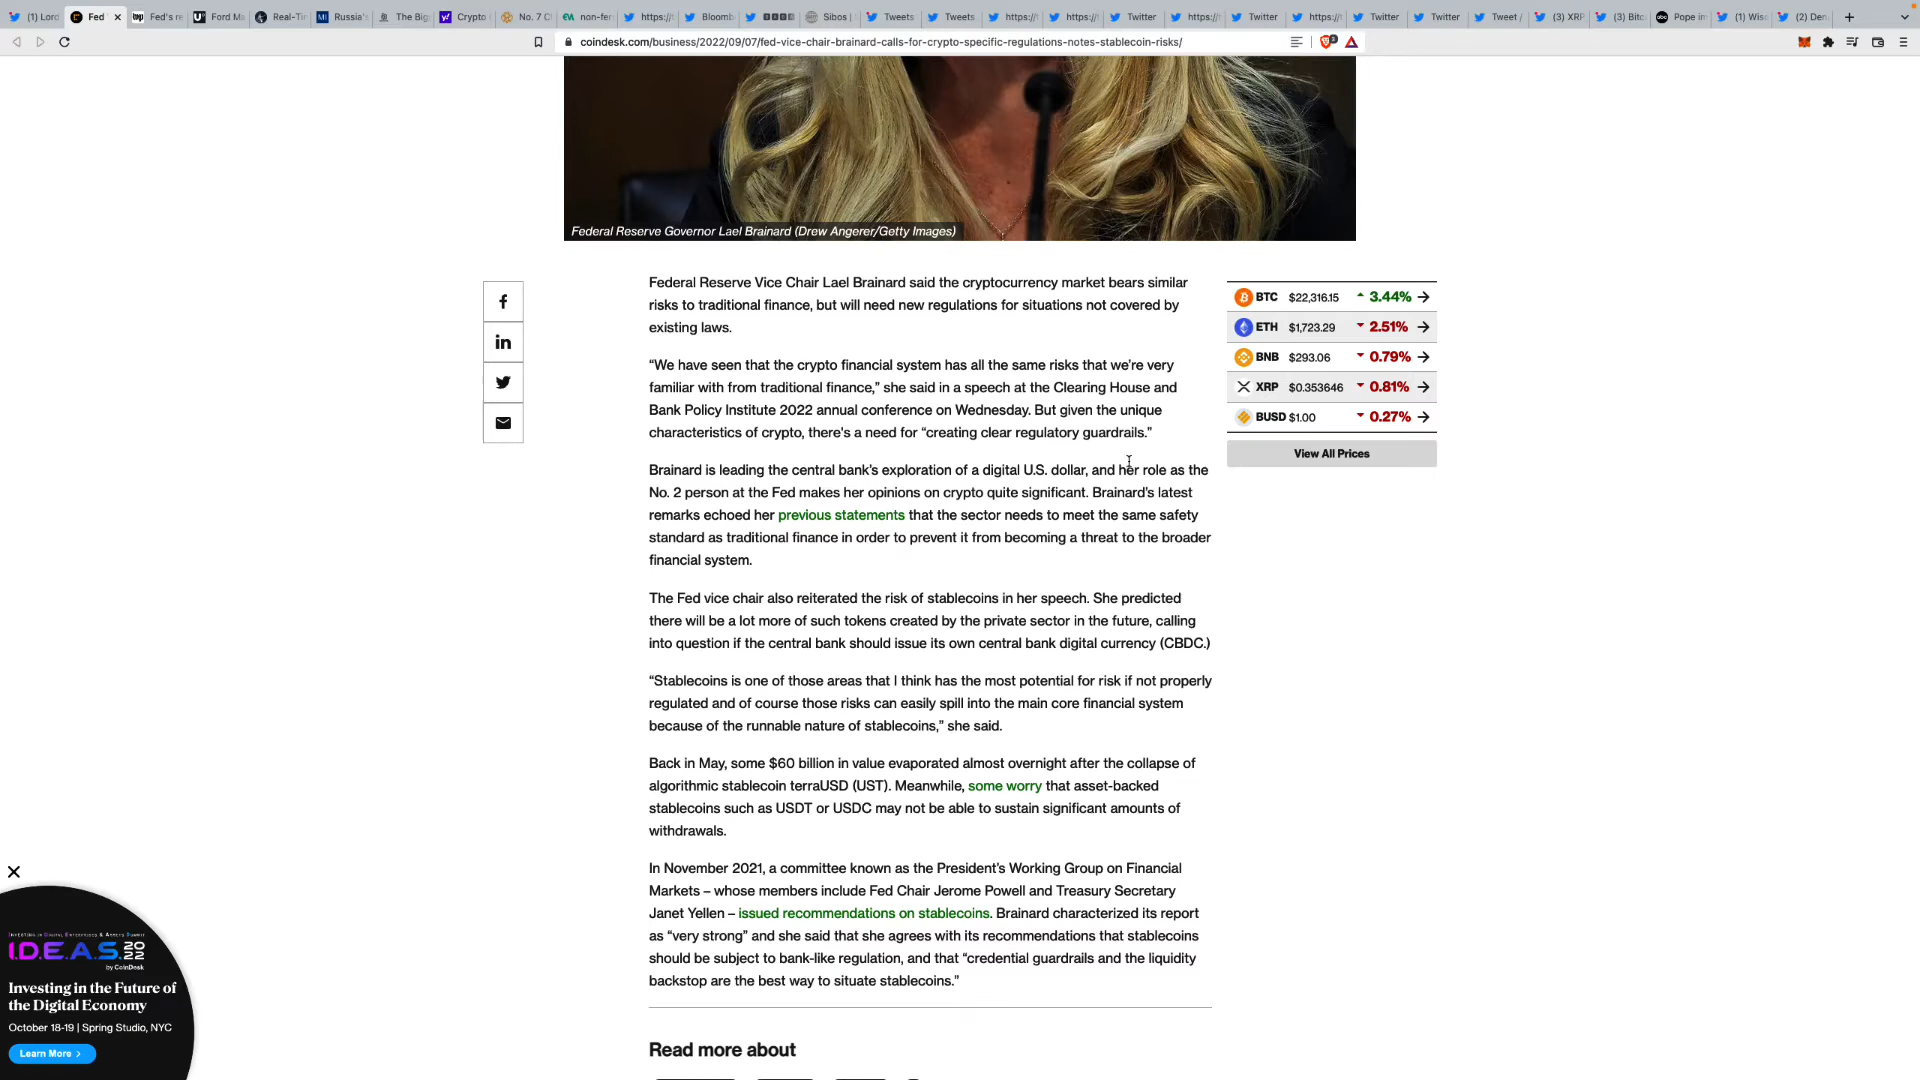 (1) Lord
Fed
Fed's re
Ford Ma
Real-Tim
Russia's
The Big
Crypto
No. 7 C
non-fer
https://t
Bloomb
Sibos |
Tweets
Tweets
https://t
https://t
Twitter
https://t
Twitter
https://t
Twitter
Twitter
Tweet /
(3) XRP
(3) Bitc
Pope in
(1) Wise
(2) Den
coindesk.com/business/2022/09/07/fed-vice-chair-brainard-calls-for-crypto-specific-regulations-notes-stablecoin-risks/
Federal Reserve Governor Lael Brainard (Drew Angerer/Getty Images)
Federal Reserve Vice Chair Lael Brainard said the cryptocurrency market bears similar
risks to traditional finance, but will need new regulations for situations not covered by
existing laws.
“We have seen that the crypto financial system has all the same risks that we’re very
familiar with from traditional finance,” she said in a speech at the Clearing House and
Bank Policy Institute 2022 annual conference on Wednesday. But given the unique
characteristics of crypto, there's a need for “creating clear regulatory guardrails.”
Brainard is leading the central bank’s exploration of a digital U.S. dollar, and her role as the
No. 2 person at the Fed makes her opinions on crypto quite significant. Brainard’s latest
remarks echoed her previous statements that the sector needs to meet the same safety
standard as traditional finance in order to prevent it from becoming a threat to the broader
financial system.
The Fed vice chair also reiterated the risk of stablecoins in her speech. She predicted
there will be a lot more of such tokens created by the private sector in the future, calling
into question if the central bank should issue its own central bank digital currency (CBDC.)
“Stablecoins is one of those areas that I think has the most potential for risk if not properly
regulated and of course those risks can easily spill into the main core financial system
because of the runnable nature of stablecoins,” she said.
Back in May, some $60 billion in value evaporated almost overnight after the collapse of
algorithmic stablecoin terraUSD (UST). Meanwhile, some worry that asset-backed
stablecoins such as USDT or USDC may not be able to sustain significant amounts of
withdrawals.
In November 2021, a committee known as the President’s Working Group on Financial
Markets – whose members include Fed Chair Jerome Powell and Treasury Secretary
Janet Yellen – issued recommendations on stablecoins. Brainard characterized its report
as “very strong” and she said that she agrees with its recommendations that stablecoins
should be subject to bank-like regulation, and that “credential guardrails and the liquidity
backstop are the best way to situate stablecoins.”
Read more about
BTC $22,316.15 3.44%
ETH $1,723.29 2.51%
BNB $293.06 0.79%
XRP $0.353646 0.81%
BUSD $1.00 0.27%
View All Prices
Investing in Digital Enterprises & Assets Summit
I.D.E.A.S. 2022
by CoinDesk
Investing in the Future of
the Digital Economy
October 18-19 | Spring Studio, NYC
Learn More >